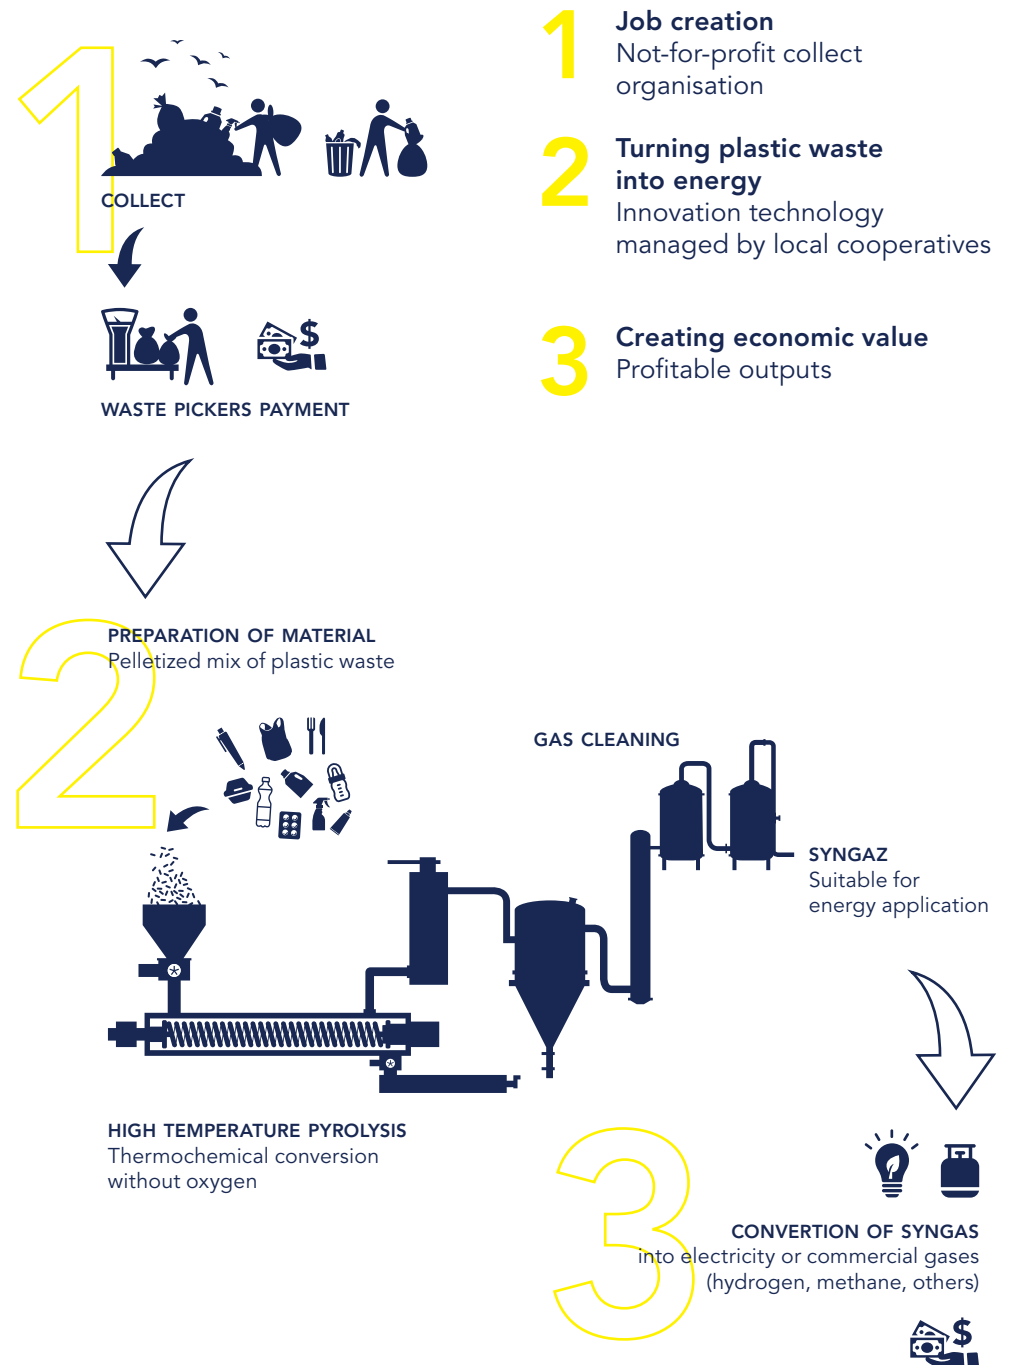 1
Job creation
Not-for-profit collect
organisation
2
Turning plastic waste
into energy
Innovation technology
managed by local cooperatives
3
Creating economic value
Profitable outputs
1
COLLECT
$
WASTE PICKERS PAYMENT
2
PREPARATION OF MATERIAL
Pelletized mix of plastic waste
GAS CLEANING
SYNGAZ
Suitable for
energy application
HIGH TEMPERATURE PYROLYSIS
Thermochemical conversion
without oxygen
3
CONVERTION OF SYNGAS
into electricity or commercial gases
(hydrogen, methane, others)
$